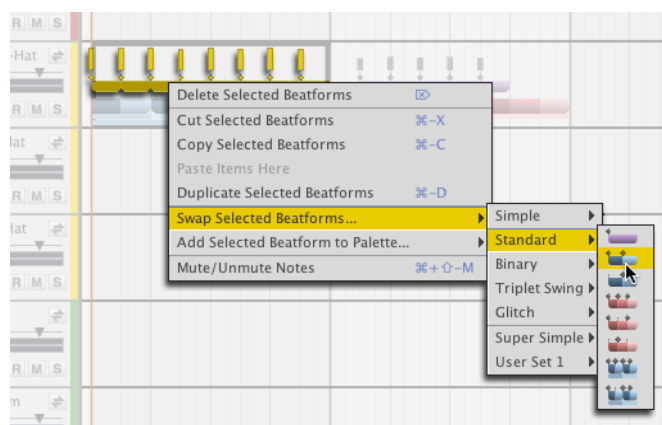 R M S
-Hat
R M S
Hat
R M S
Hat
R M S
R M S
m
Delete Selected Beatforms ⌦
Cut Selected Beatforms ⌘-X
Copy Selected Beatforms ⌘-C
Paste Items Here
Duplicate Selected Beatforms ⌘-D
Swap Selected Beatforms...
Add Selected Beatform to Palette...
Mute/Unmute Notes ⌘+⇧-M
Simple
Standard
Binary
Triplet Swing
Glitch
Super Simple
User Set 1